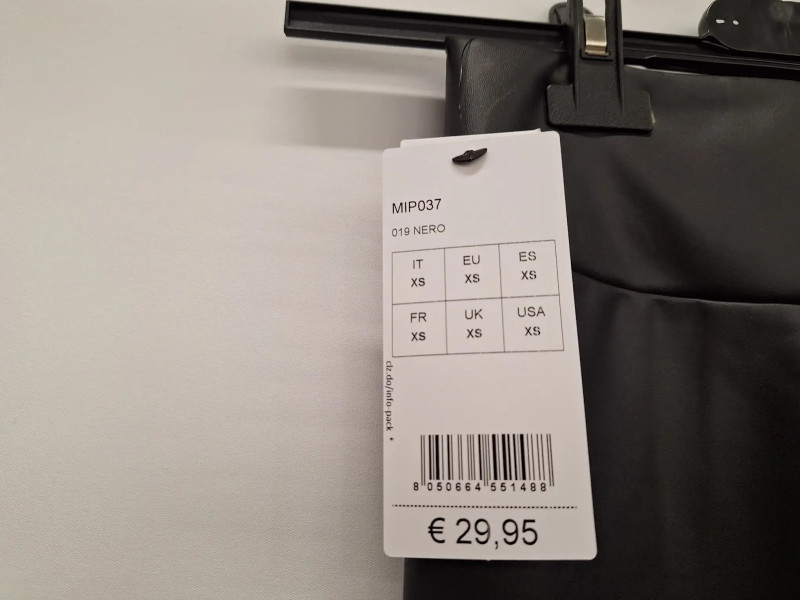 MIP037
019 NERO
IT EU ES
XS XS XS
FR UK USA
XS XS XS
clz.do/info-pack *
8 050664 551488
€ 29,95